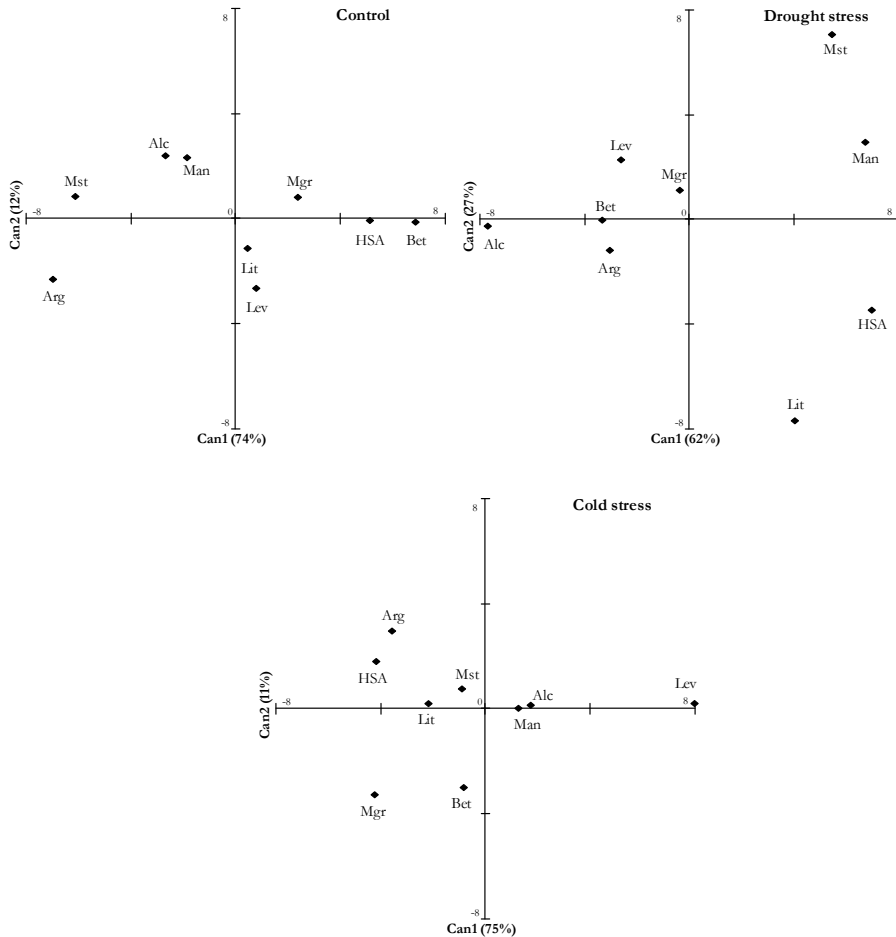 Control
8
Alc
Man
Mst
Mgr
Can2 (12%)
-8
0
8
HSA
Bet
Lit
Arg
Lev
-8
Can1 (74%)
Drought stress
8
Mst
Lev
Man
Mgr
Bet
Can2 (27%)
-8
0
8
Alc
Arg
HSA
Lit
-8
Can1 (62%)
Cold stress
8
Arg
HSA
Mst
Alc
Lev
Can2 (11%)
-8
0
8
Lit
Man
Mgr
Bet
-8
Can1 (75%)